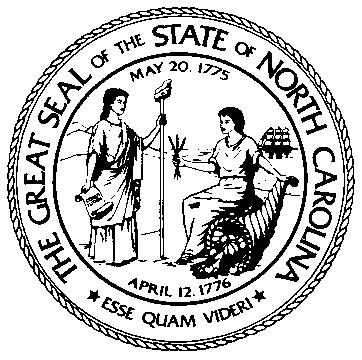 THE GREAT SEAL OF THE STATE OF NORTH CAROLINA
MAY 20, 1775
APRIL 12, 1776
★ ESSE QUAM VIDERI ★